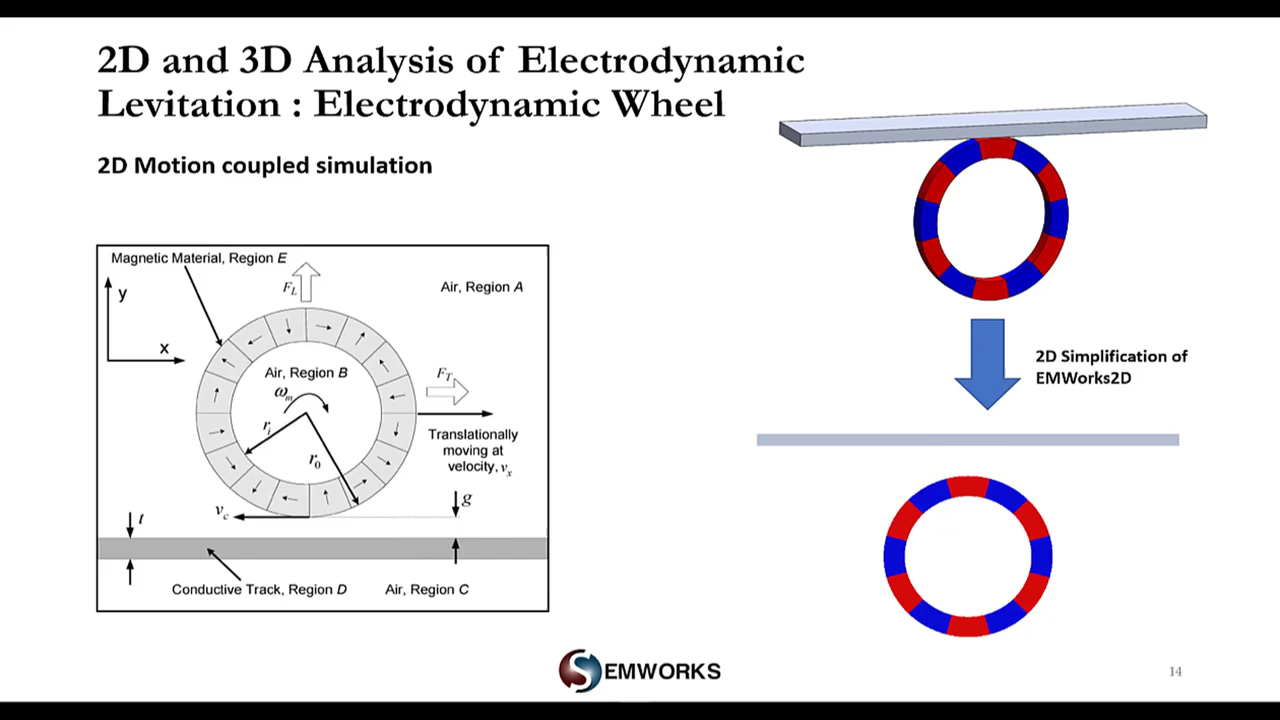 2D and 3D Analysis of Electrodynamic
Levitation : Electrodynamic Wheel
2D Motion coupled simulation
Magnetic Material, Region E
y
x
F_L
Air, Region A
Air, Region B
ω_m
r_i
r_0
F_T
Translationally
moving at
velocity, v_x
v_c
g
t
Conductive Track, Region D
Air, Region C
2D Simplification of
EMWorks2D
EMWORKS
14